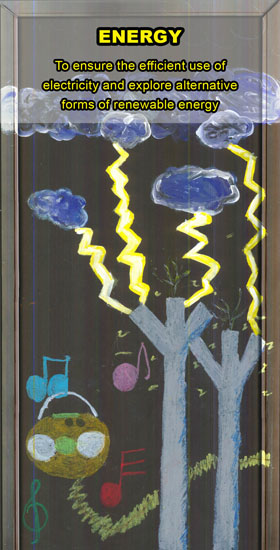 ENERGY
To ensure the efficient use of
electricity and explore alternative
forms of renewable energy